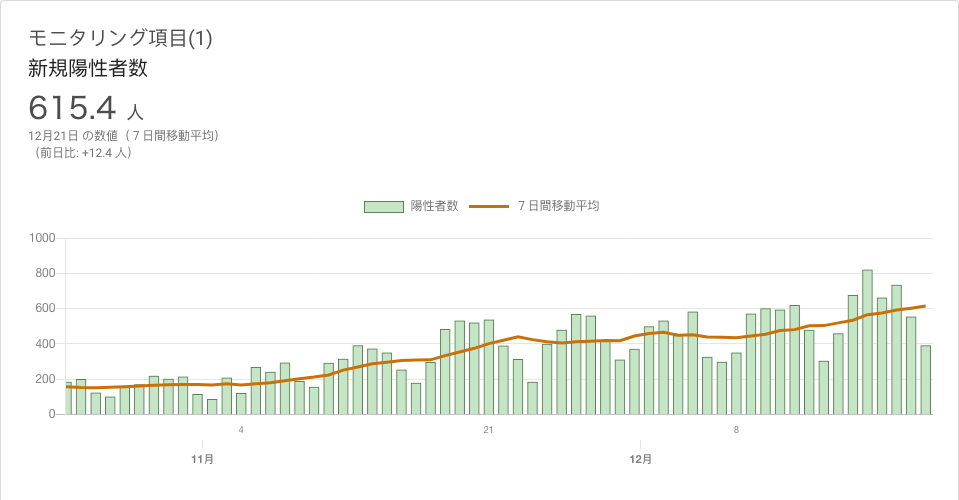 モニタリング項目(1)
新規陽性者数
615.4 人
12月21日 の数値（７日間移動平均）
（前日比: +12.4 人）
陽性者数 ７日間移動平均
1000
800
600
400
200
0
4 21 8
11月 12月